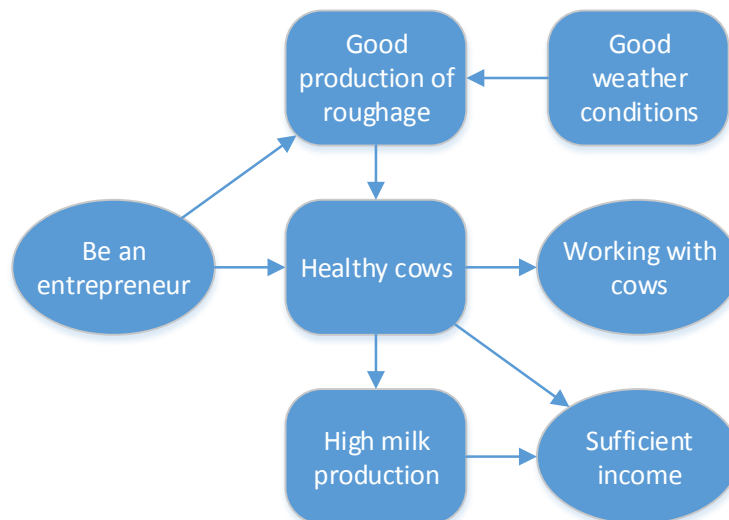 Good
production of
roughage
Good
weather
conditions
Be an
entrepreneur
Healthy cows
Working with
cows
High milk
production
Sufficient
income